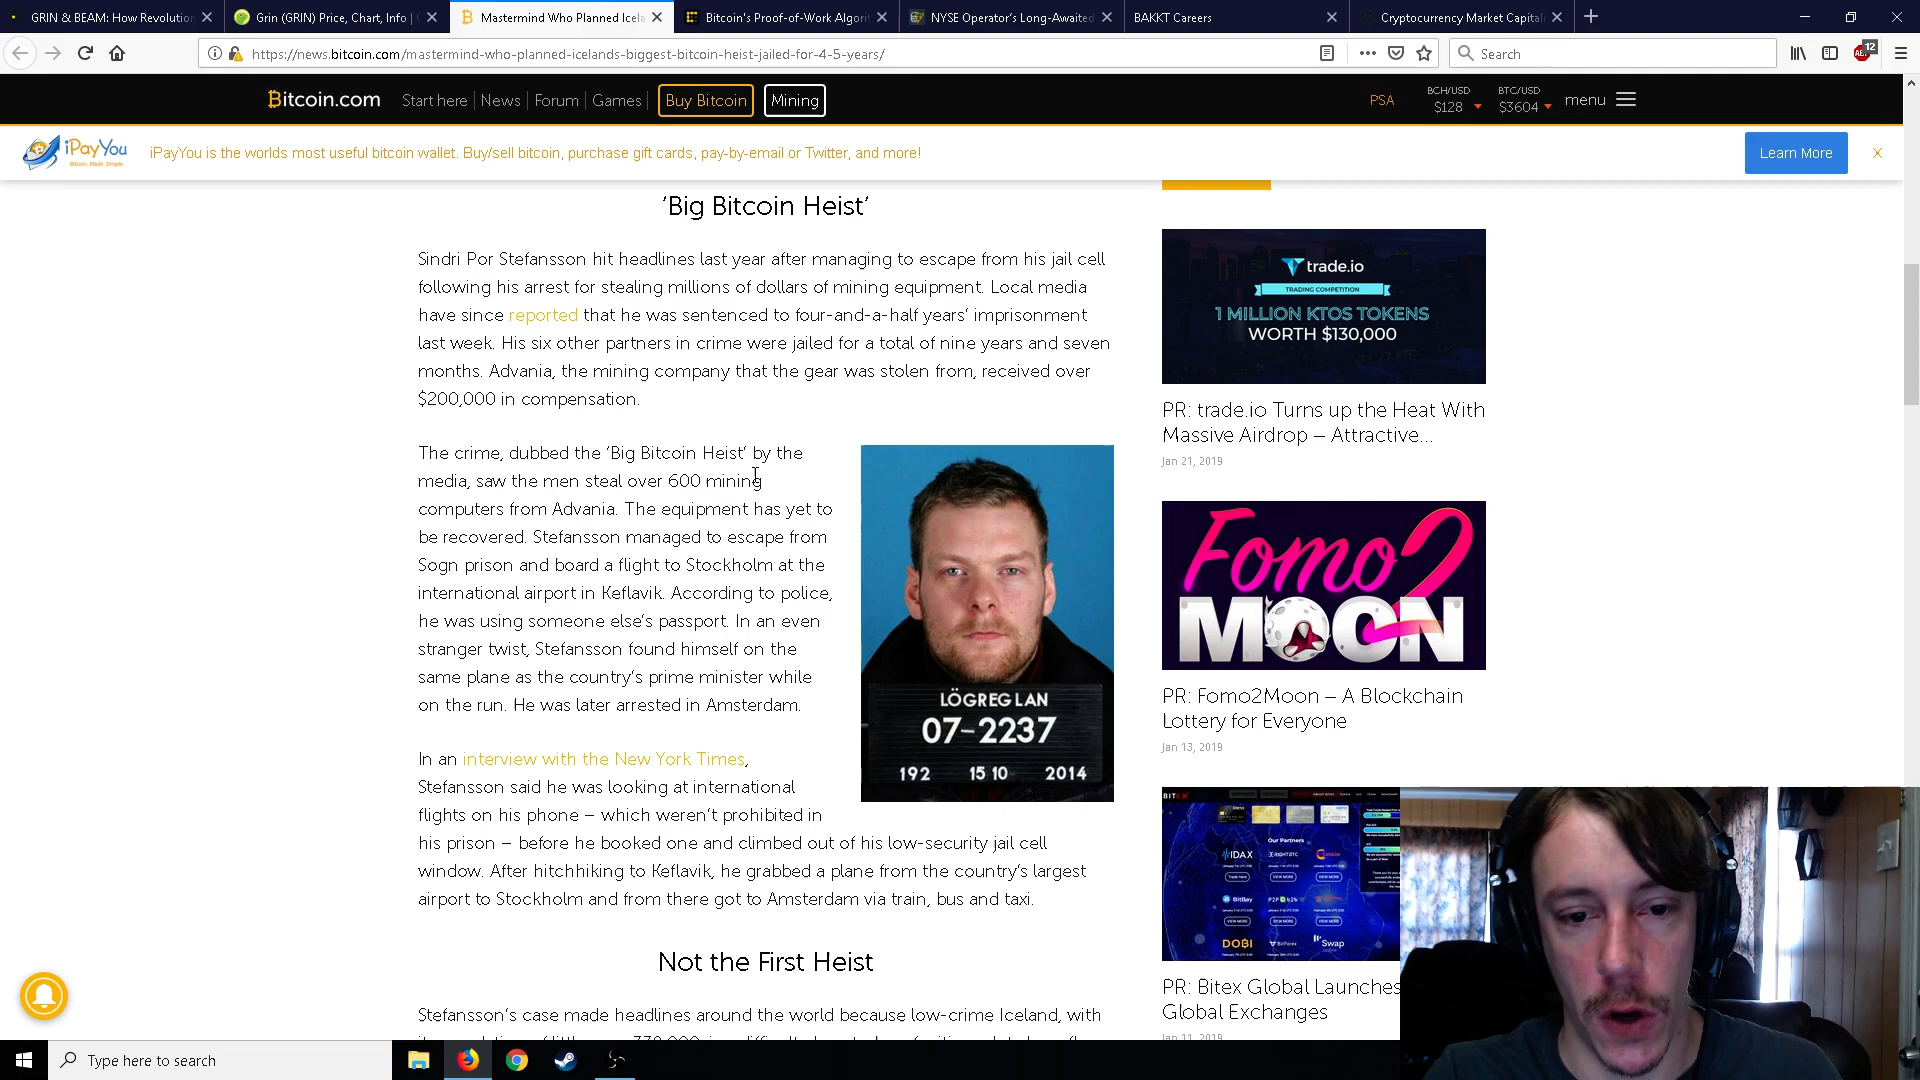 GRIN & BEAM: How Revolution
Grin (GRIN) Price, Chart, Info | C
Mastermind Who Planned Icela
Bitcoin's Proof-of-Work Algori
NYSE Operator's Long-Awaited
BAKKT Careers
Cryptocurrency Market Capitali
https://news.bitcoin.com/mastermind-who-planned-icelands-biggest-bitcoin-heist-jailed-for-4-5-years/
Search
12
Bitcoin.com
Start here
News
Forum
Games
Buy Bitcoin
Mining
PSA
BCH/USD
$128
BTC/USD
$3604
menu
iPayYou
Bitcoin. Made. Simple.
iPayYou is the worlds most useful bitcoin wallet. Buy/sell bitcoin, purchase gift cards, pay-by-email or Twitter, and more!
Learn More
‘Big Bitcoin Heist’
Sindri Por Stefansson hit headlines last year after managing to escape from his jail cell
following his arrest for stealing millions of dollars of mining equipment. Local media
have since reported that he was sentenced to four-and-a-half years’ imprisonment
last week. His six other partners in crime were jailed for a total of nine years and seven
months. Advania, the mining company that the gear was stolen from, received over
$200,000 in compensation.
The crime, dubbed the ‘Big Bitcoin Heist’ by the
media, saw the men steal over 600 mining
computers from Advania. The equipment has yet to
be recovered. Stefansson managed to escape from
Sogn prison and board a flight to Stockholm at the
international airport in Keflavik. According to police,
he was using someone else’s passport. In an even
stranger twist, Stefansson found himself on the
same plane as the country’s prime minister while
on the run. He was later arrested in Amsterdam.
LÖGREGLAN
07-2237
192 15 10 2014
In an interview with the New York Times,
Stefansson said he was looking at international
flights on his phone – which weren’t prohibited in
his prison – before he booked one and climbed out of his low-security jail cell
window. After hitchhiking to Keflavik, he grabbed a plane from the country’s largest
airport to Stockholm and from there got to Amsterdam via train, bus and taxi.
Not the First Heist
Stefansson’s case made headlines around the world because low-crime Iceland, with
trade.io
TRADING COMPETITION
1 MILLION KTOS TOKENS
WORTH $130,000
PR: trade.io Turns up the Heat With
Massive Airdrop – Attractive...
Jan 21, 2019
Fomo2
MOON
PR: Fomo2Moon – A Blockchain
Lottery for Everyone
Jan 13, 2019
Our Partners
IDAX
BitBay
P2PB2B
DOBI
BitForex
Swap
PR: Bitex Global Launches
Global Exchanges
Jan 11, 2019
Type here to search